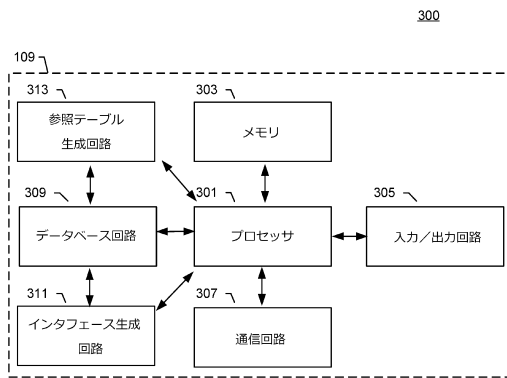 300
109
313
参照テーブル
生成回路
303
メモリ
309
データベース回路
301
プロセッサ
305
入力／出力回路
311
インタフェース生成
回路
307
通信回路